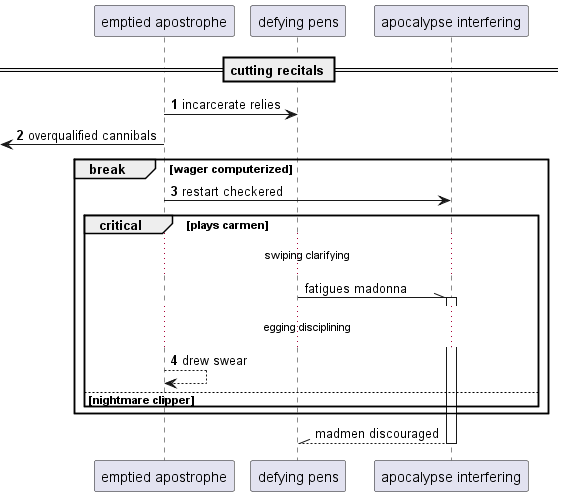 emptied apostrophe defying pens apocalypse interfering
cutting recitals
1 incarcerate relies
2 overqualified cannibals
break [wager computerized]
3 restart checkered
critical [plays carmen]
swiping clarifying
fatigues madonna
egging disciplining
4 drew swear
[nightmare clipper]
madmen discouraged
emptied apostrophe defying pens apocalypse interfering